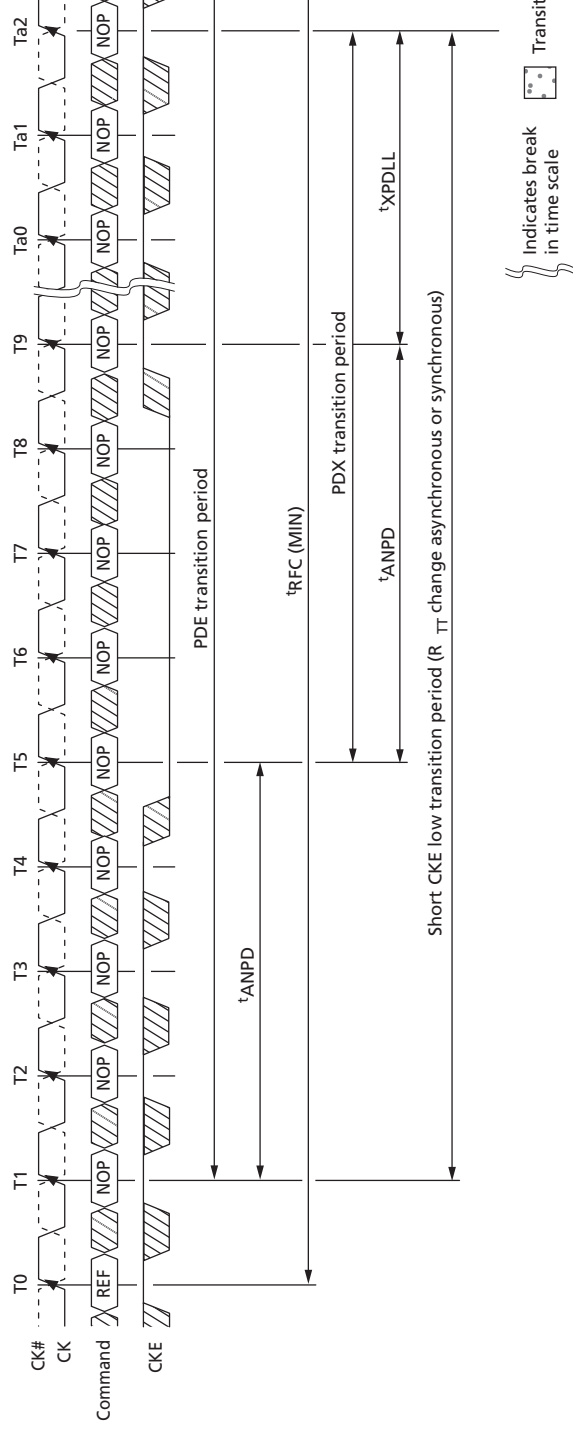 T0 T1 T2 T3 T4 T5 T6 T7 T8 T9 Ta0 Ta1 Ta2
CK#
CK
Command REF NOP NOP NOP NOP NOP NOP NOP NOP NOP NOP NOP NOP
CKE
PDE transition period
tANPD
tRFC (MIN)
PDX transition period
tANPD tXPDLL
Short CKE low transition period (R TT change asynchronous or synchronous)
Indicates break
in time scale
Transit